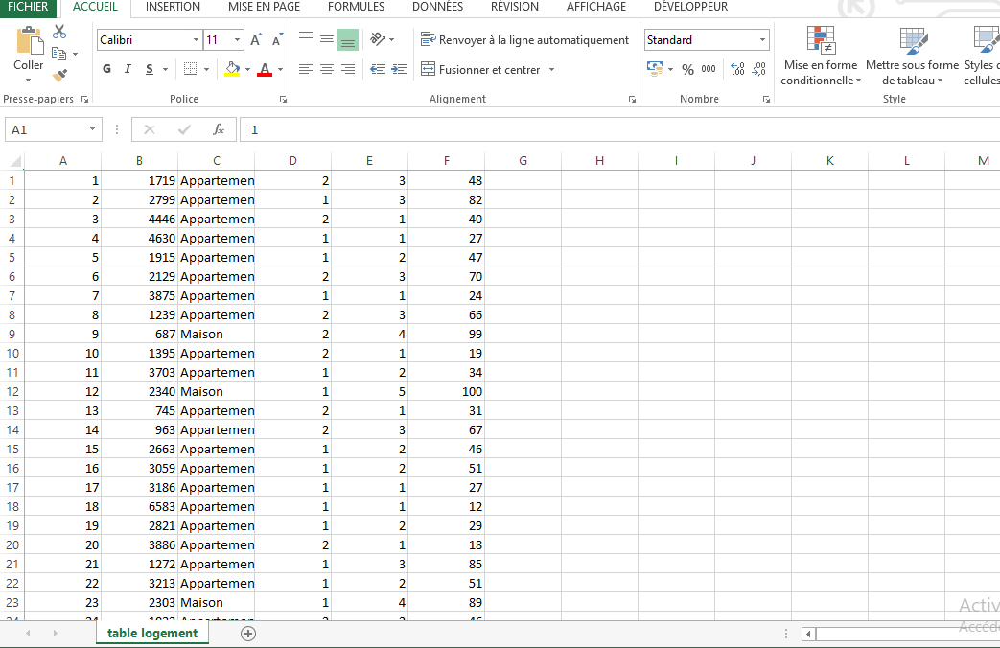 FICHIER ACCUEIL INSERTION MISE EN PAGE FORMULES DONNÉES RÉVISION AFFICHAGE DÉVELOPPEUR
Calibri 11 A A Renvoyer à la ligne automatiquement Standard
Coller G I S A Fusionner et centrer % 000 Mise en forme conditionnelle Mettre sous forme de tableau Styles
cellules
Presse-papiers Police Alignement Nombre Style
A1 fx 1
A B C D E F G H I J K L M
1 1 1719 Appartemen 2 3 48
2 2 2799 Appartemen 1 3 82
3 3 4446 Appartemen 2 1 40
4 4 4630 Appartemen 1 1 27
5 5 1915 Appartemen 1 2 47
6 6 2129 Appartemen 2 3 70
7 7 3875 Appartemen 1 1 24
8 8 1239 Appartemen 2 3 66
9 9 687 Maison 2 4 99
10 10 1395 Appartemen 2 1 19
11 11 3703 Appartemen 1 2 34
12 12 2340 Maison 1 5 100
13 13 745 Appartemen 2 1 31
14 14 963 Appartemen 2 3 67
15 15 2663 Appartemen 1 2 46
16 16 3059 Appartemen 1 2 51
17 17 3186 Appartemen 1 1 27
18 18 6583 Appartemen 1 1 12
19 19 2821 Appartemen 1 2 29
20 20 3886 Appartemen 2 1 18
21 21 1272 Appartemen 1 3 85
22 22 3213 Appartemen 1 2 51
23 23 2303 Maison 1 4 89
Activ
table logement
Accéd